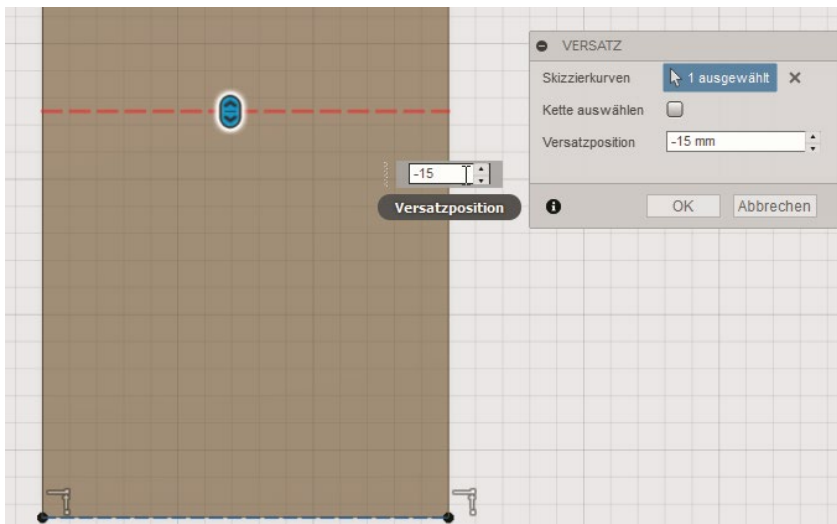 VERSATZ
Skizzierkurven 1 ausgewählt
Kette auswählen
Versatzposition -15 mm
OK Abbrechen
-15
Versatzposition